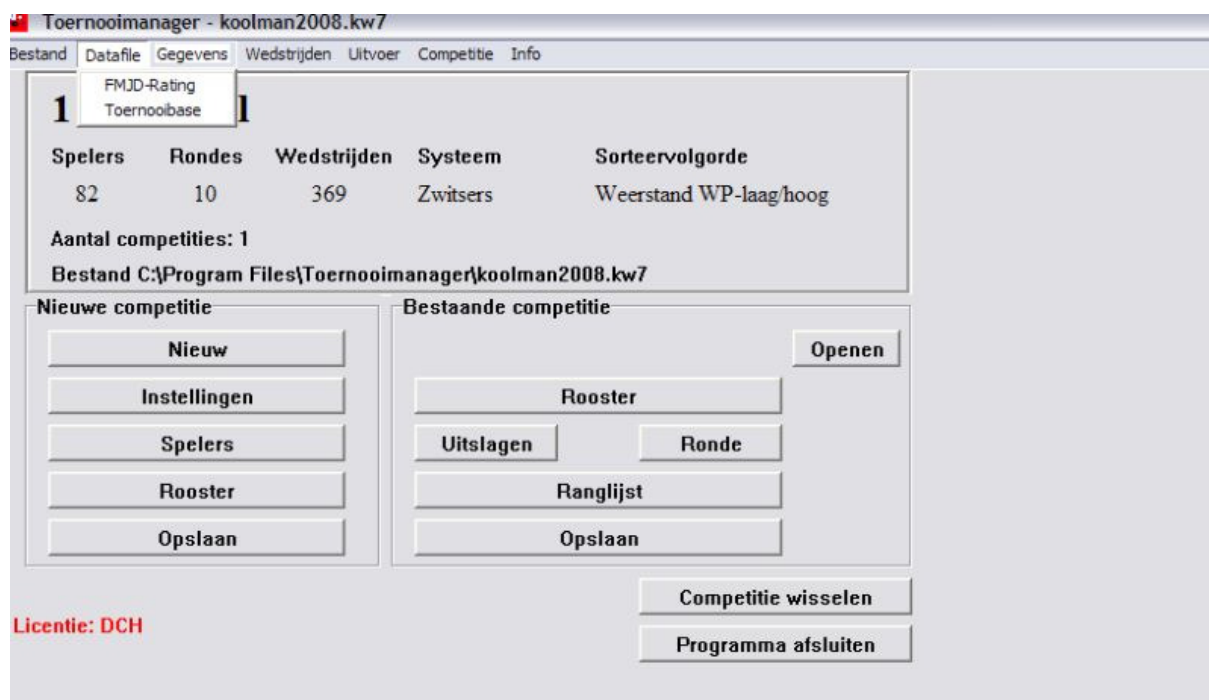 Toernooimanager - koolman2008.kw7
Bestand Datafile Gegevens Wedstrijden Uitvoer Competitie Info
FMJD-Rating
Toernooibase
1
Spelers Rondes Wedstrijden Systeem Sorteervolgorde
82 10 369 Zwitsers Weerstand WP-laag/hoog
Aantal competities: 1
Bestand C:\Program Files\Toernooimanager\koolman2008.kw7
Nieuwe competitie
Nieuw
Instellingen
Spelers
Rooster
Opslaan
Bestaande competitie
Openen
Rooster
Uitslagen Ronde
Ranglijst
Opslaan
Competitie wisselen
Licentie: DCH
Programma afsluiten